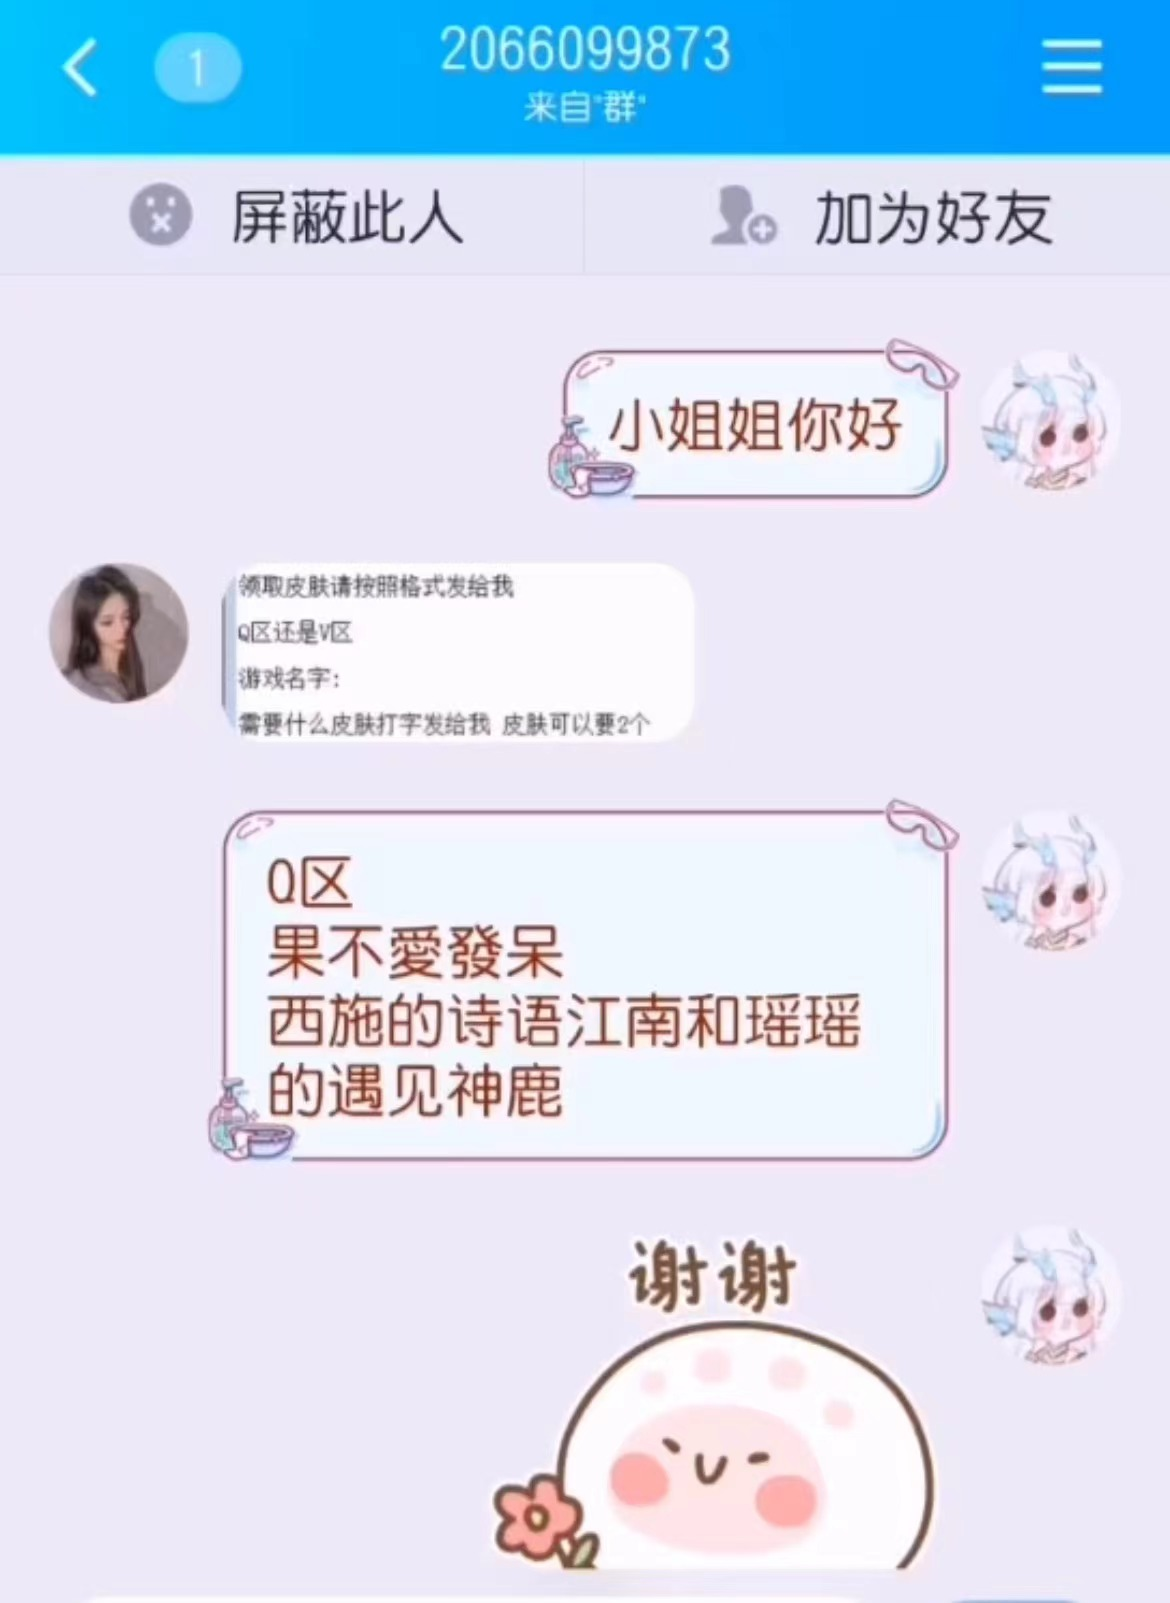 1
2066099873
来自"群"
屏蔽此人
加为好友
小姐姐你好
领取皮肤请按照格式发给我
Q区还是V区
游戏名字：
需要什么皮肤打字发给我 皮肤可以要2个
Q区
果不愛發呆
西施的诗语江南和瑶瑶
的遇见神鹿
谢谢